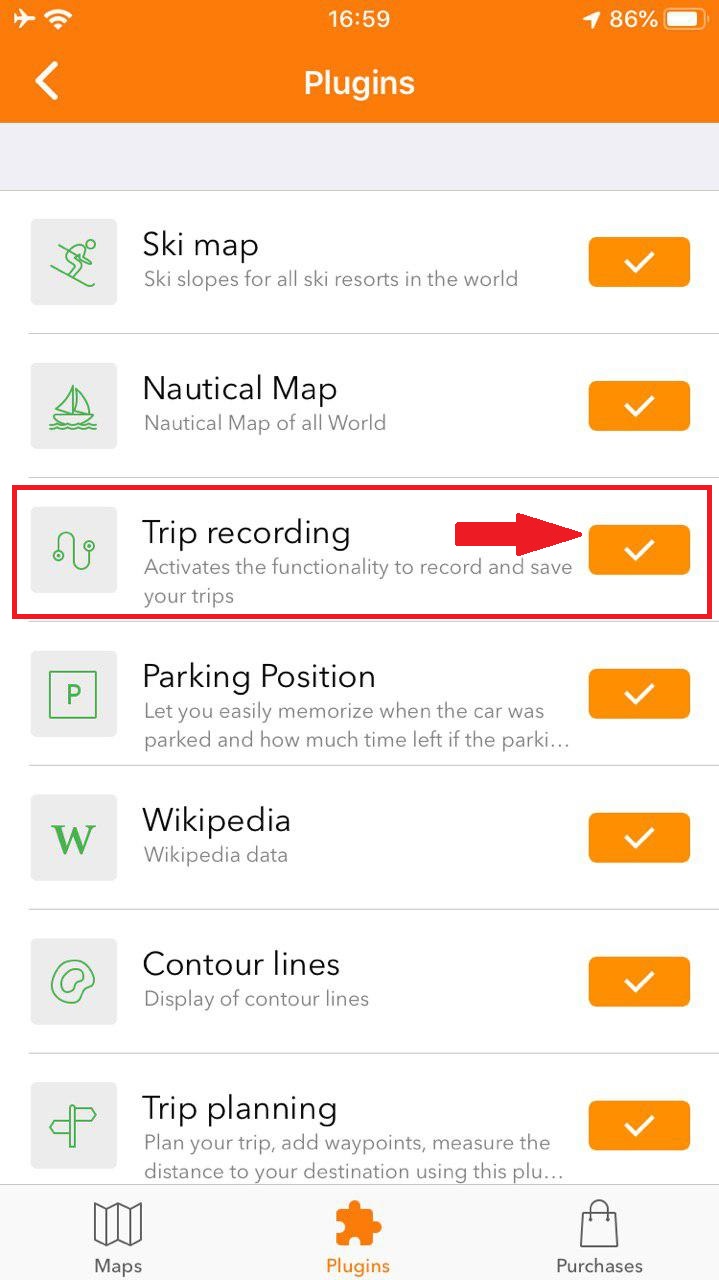 16:59
86%
Plugins
Ski map
Ski slopes for all ski resorts in the world
Nautical Map
Nautical Map of all World
Trip recording
Activates the functionality to record and save
your trips
P
Parking Position
Let you easily memorize when the car was
parked and how much time left if the parki…
W
Wikipedia
Wikipedia data
Contour lines
Display of contour lines
Trip planning
Plan your trip, add waypoints, measure the
distance to your destination using this plu…
Maps
Plugins
Purchases